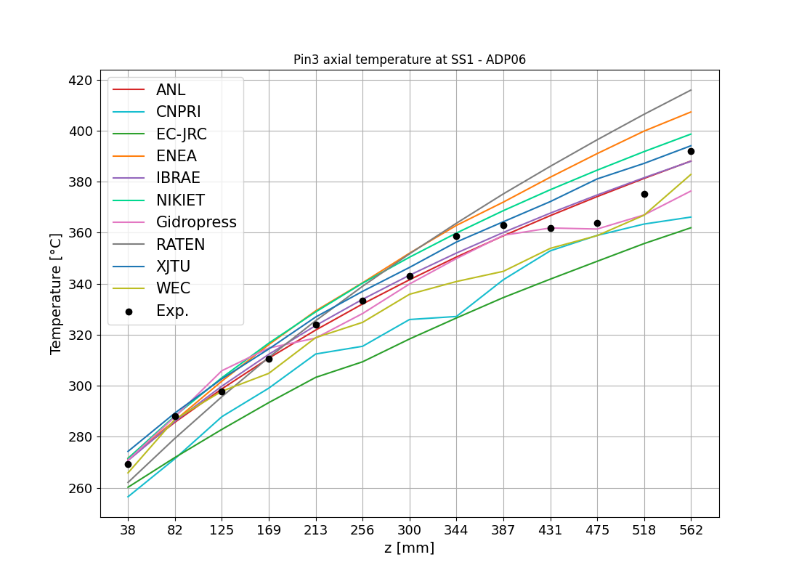 Pin3 axial temperature at SS1 - ADP06
420
400
380
360
340
320
300
280
260
Temperature [°C]
ANL
CNPRI
EC-JRC
ENEA
IBRAE
NIKIET
Gidropress
RATEN
XJTU
WEC
Exp.
38 82 125 169 213 256 300 344 387 431 475 518 562
z [mm]